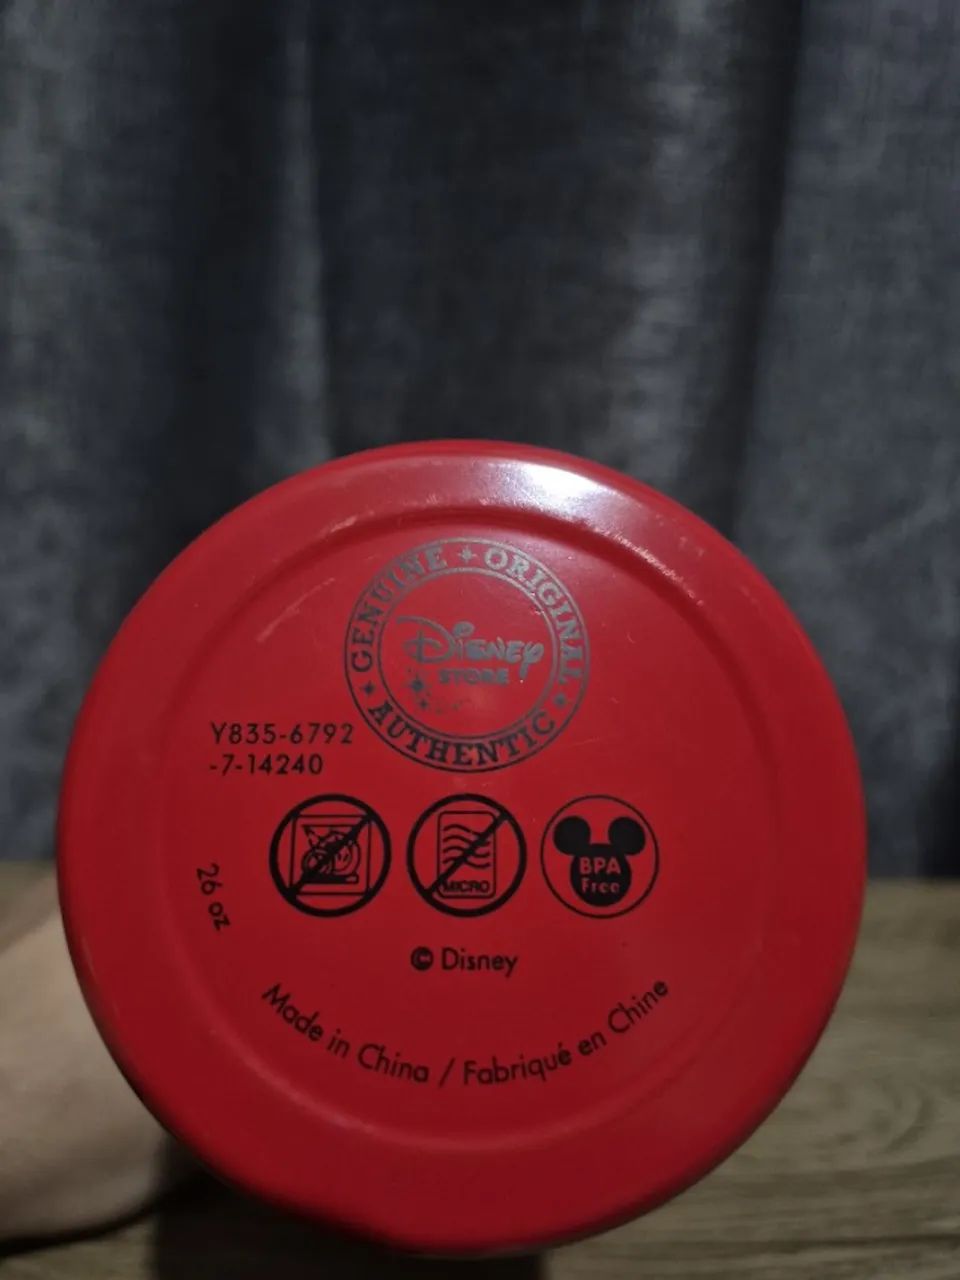 GENUINE ✦ ORIGINAL ✦ AUTHENTIC ✦
Disney
STORE
Y835-6792
-7-14240
MICRO
BPA
Free
26 oz
© Disney
Made in China / Fabriqué en Chine